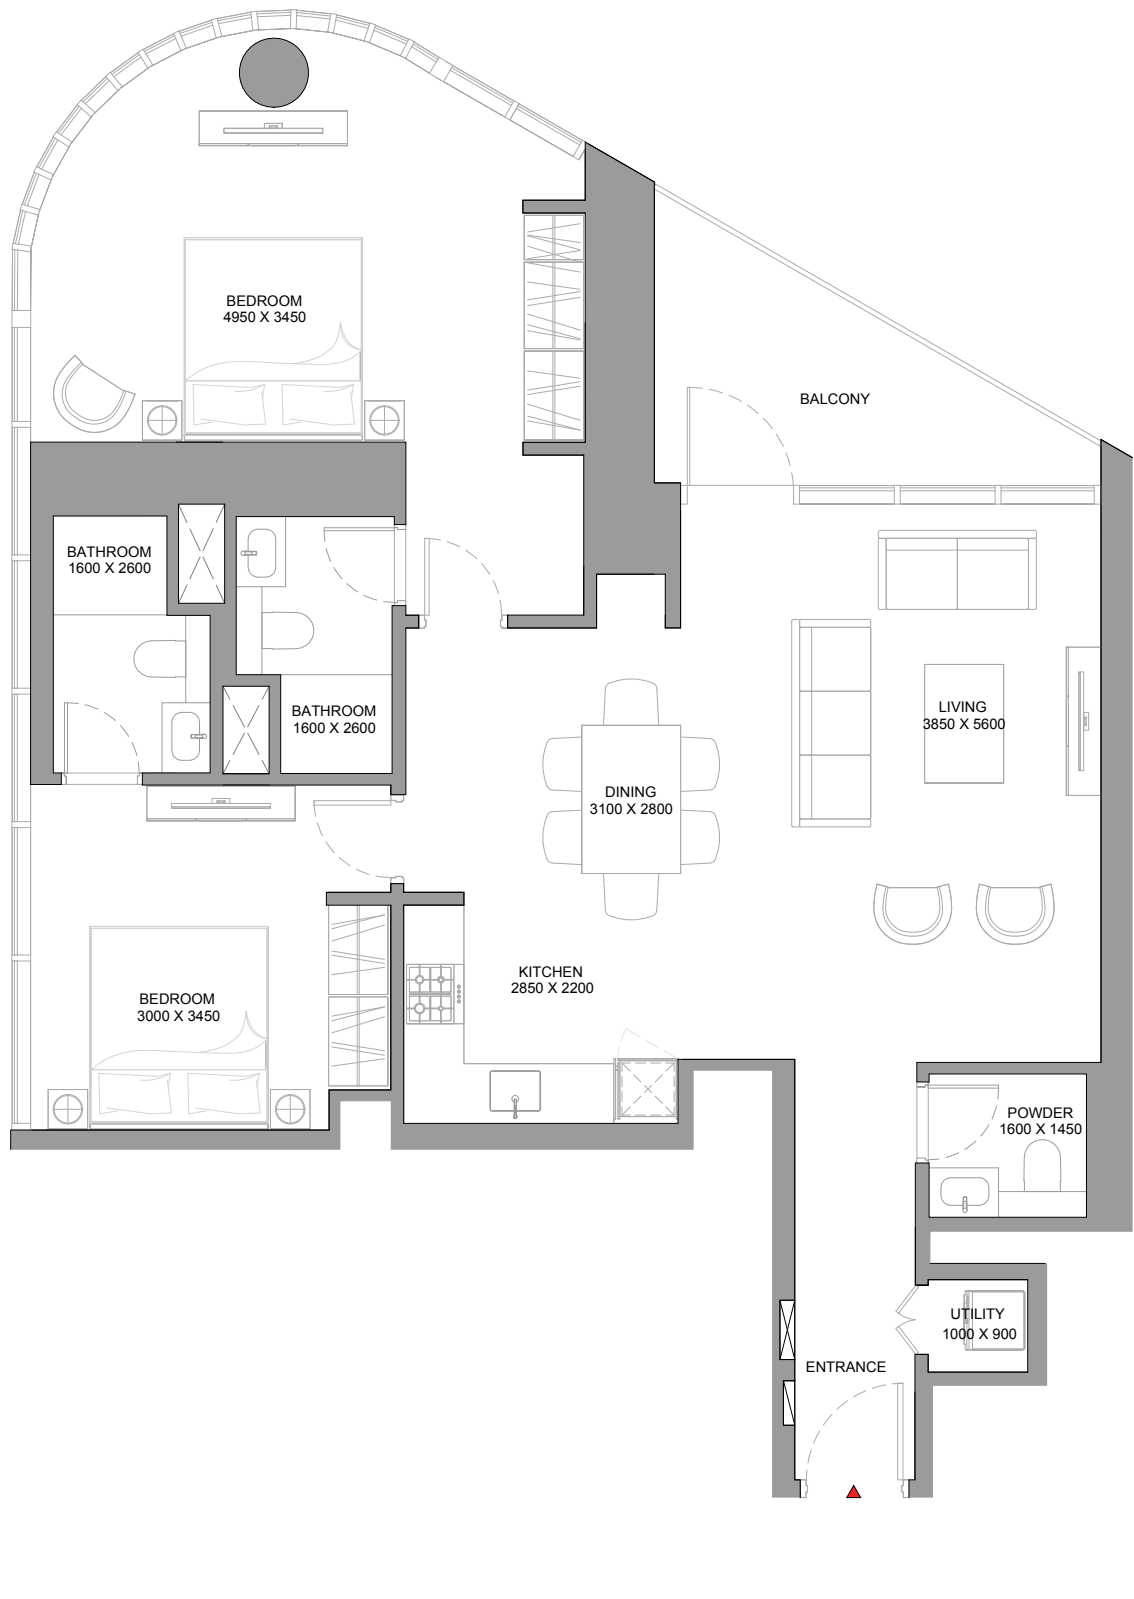 BEDROOM
4950 X 3450
BALCONY
BATHROOM
1600 X 2600
BATHROOM
1600 X 2600
LIVING
3850 X 5600
DINING
3100 X 2800
KITCHEN
2850 X 2200
BEDROOM
3000 X 3450
POWDER
1600 X 1450
UTILITY
1000 X 900
ENTRANCE